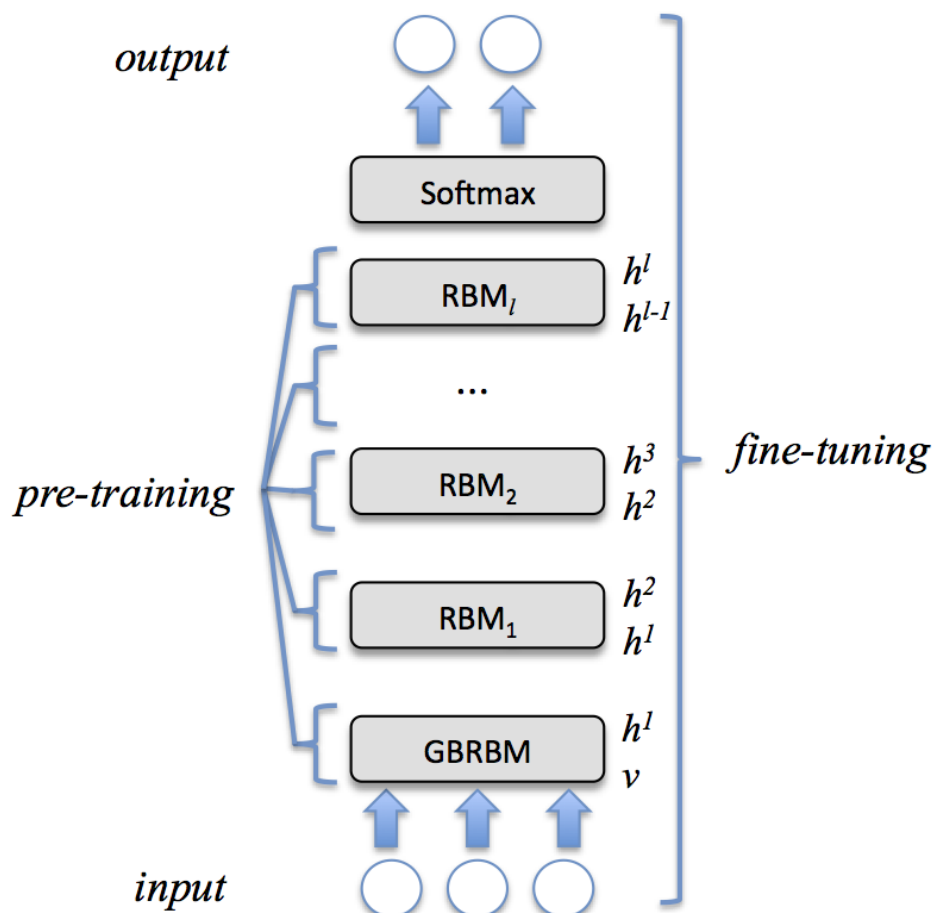 output
Softmax
RBM_l
h^l
h^{l-1}
...
RBM_2
h^3
h^2
fine-tuning
pre-training
RBM_1
h^2
h^1
GBRBM
h^1
v
input